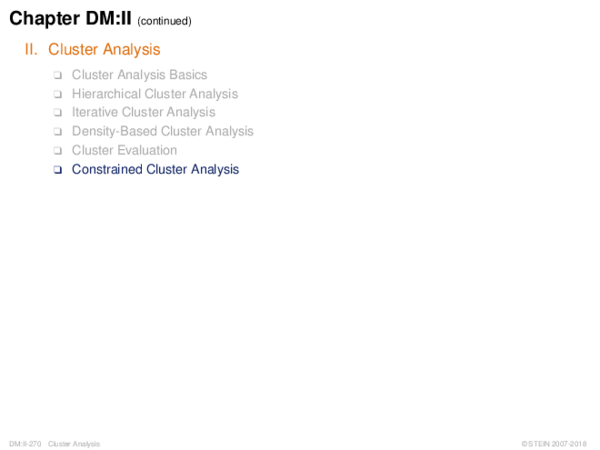 Chapter DM:II (continued)
II. Cluster Analysis
❑ Cluster Analysis Basics
❑ Hierarchical Cluster Analysis
❑ Iterative Cluster Analysis
❑ Density-Based Cluster Analysis
❑ Cluster Evaluation
❑ Constrained Cluster Analysis
DM:II-270 Cluster Analysis
© STEIN 2007-2018